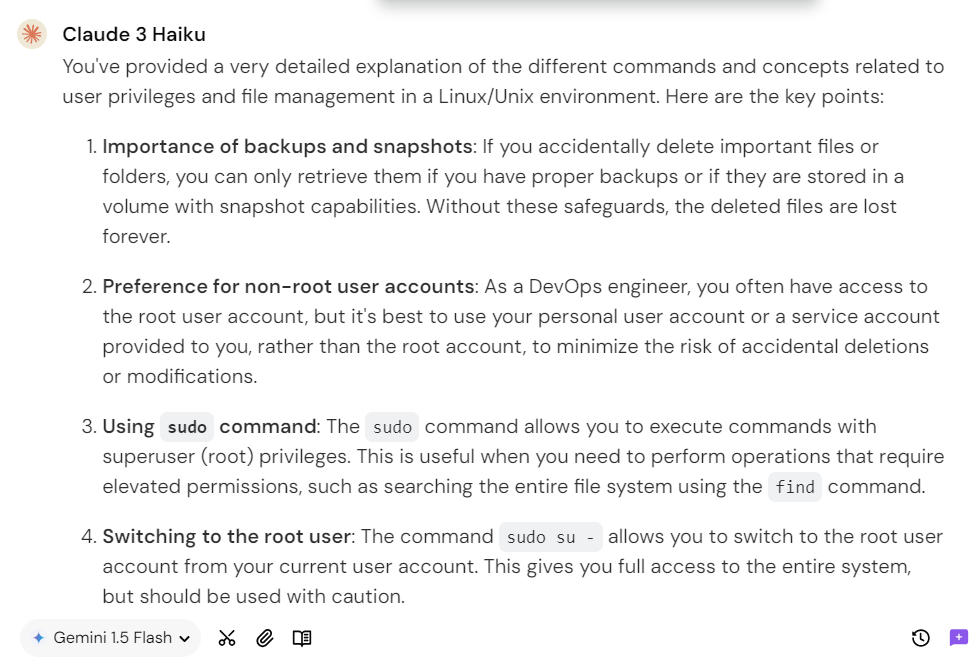 Claude 3 Haiku
You've provided a very detailed explanation of the different commands and concepts related to
user privileges and file management in a Linux/Unix environment. Here are the key points:
1. Importance of backups and snapshots: If you accidentally delete important files or
folders, you can only retrieve them if you have proper backups or if they are stored in a
volume with snapshot capabilities. Without these safeguards, the deleted files are lost
forever.
2. Preference for non-root user accounts: As a DevOps engineer, you often have access to
the root user account, but it's best to use your personal user account or a service account
provided to you, rather than the root account, to minimize the risk of accidental deletions
or modifications.
3. Using sudo command: The sudo command allows you to execute commands with
superuser (root) privileges. This is useful when you need to perform operations that require
elevated permissions, such as searching the entire file system using the find command.
4. Switching to the root user: The command sudo su - allows you to switch to the root user
account from your current user account. This gives you full access to the entire system,
but should be used with caution.
Gemini 1.5 Flash